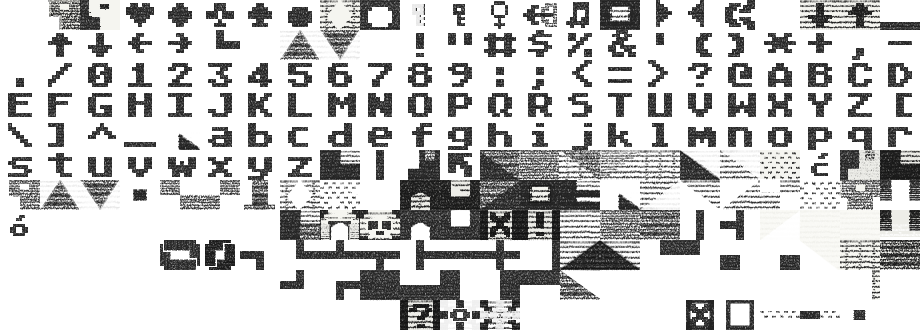 ! " # $ % & ' ( ) * + , -
. / 0 1 2 3 4 5 6 7 8 9 : ; < = > ? @ A B C D
E F G H I J K L M N O P Q R S T U V W X Y Z [
\ ] ^ _ a b c d e f g h i j k l m n o p q r
s t u v w x y z é
!
ó
?